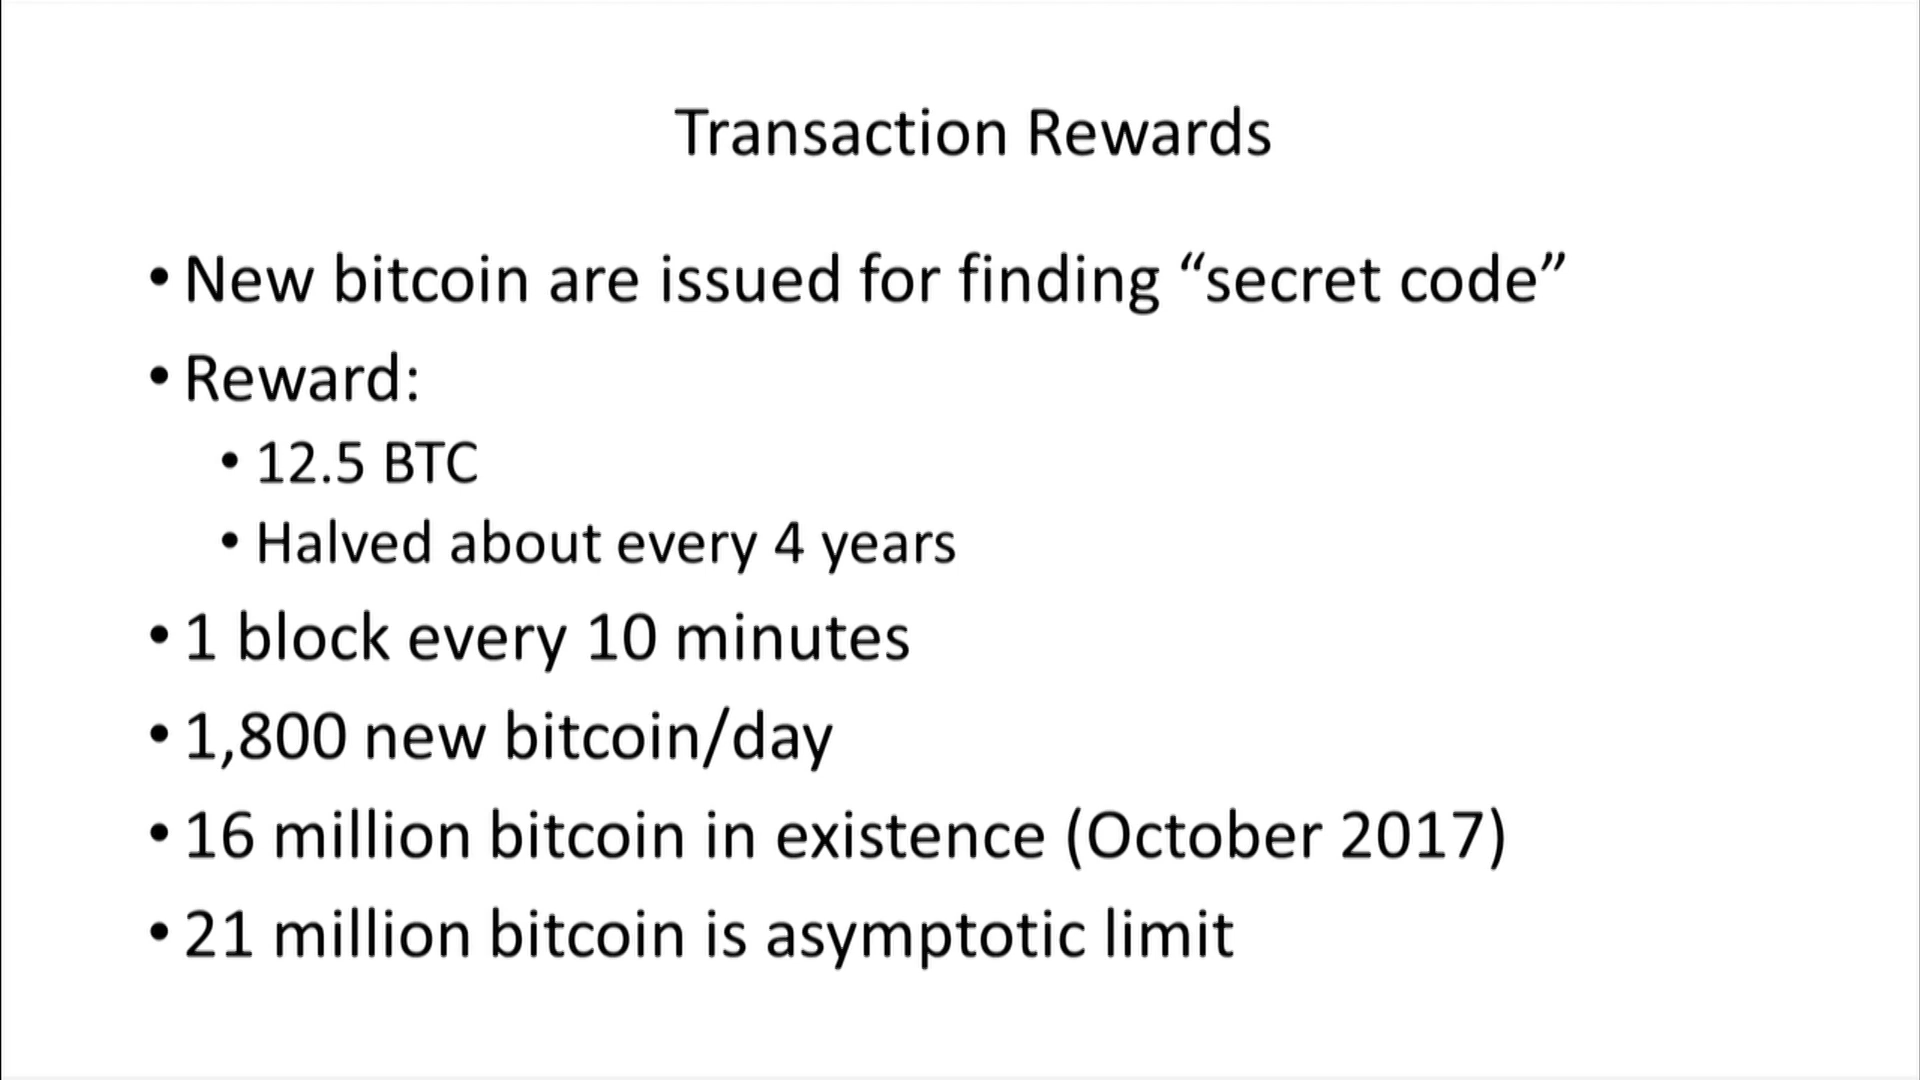 Transaction Rewards
• New bitcoin are issued for finding “secret code”
• Reward:
• 12.5 BTC
• Halved about every 4 years
• 1 block every 10 minutes
• 1,800 new bitcoin/day
• 16 million bitcoin in existence (October 2017)
• 21 million bitcoin is asymptotic limit